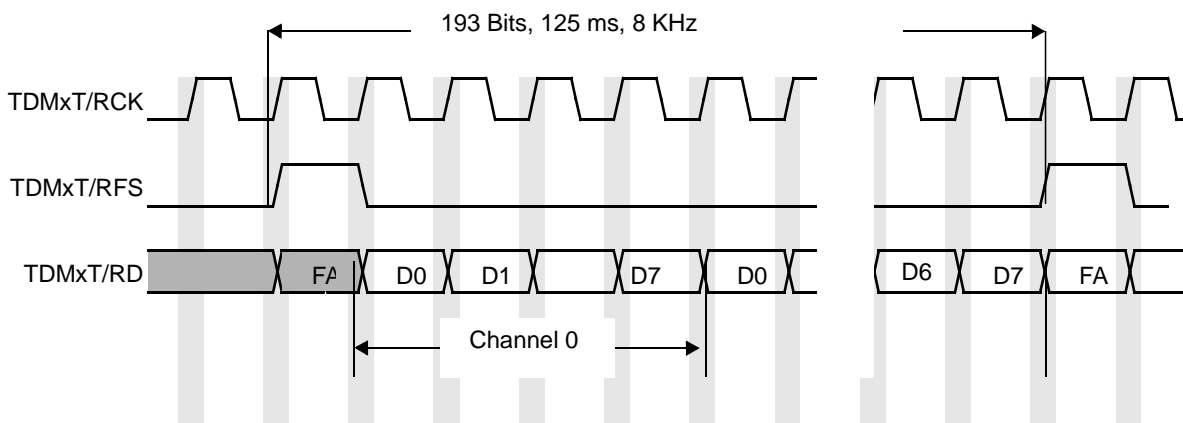 193 Bits, 125 ms, 8 KHz
TDMxT/RCK
TDMxT/RFS
TDMxT/RD
FA D0 D1 D7 D0 D6 D7 FA
Channel 0